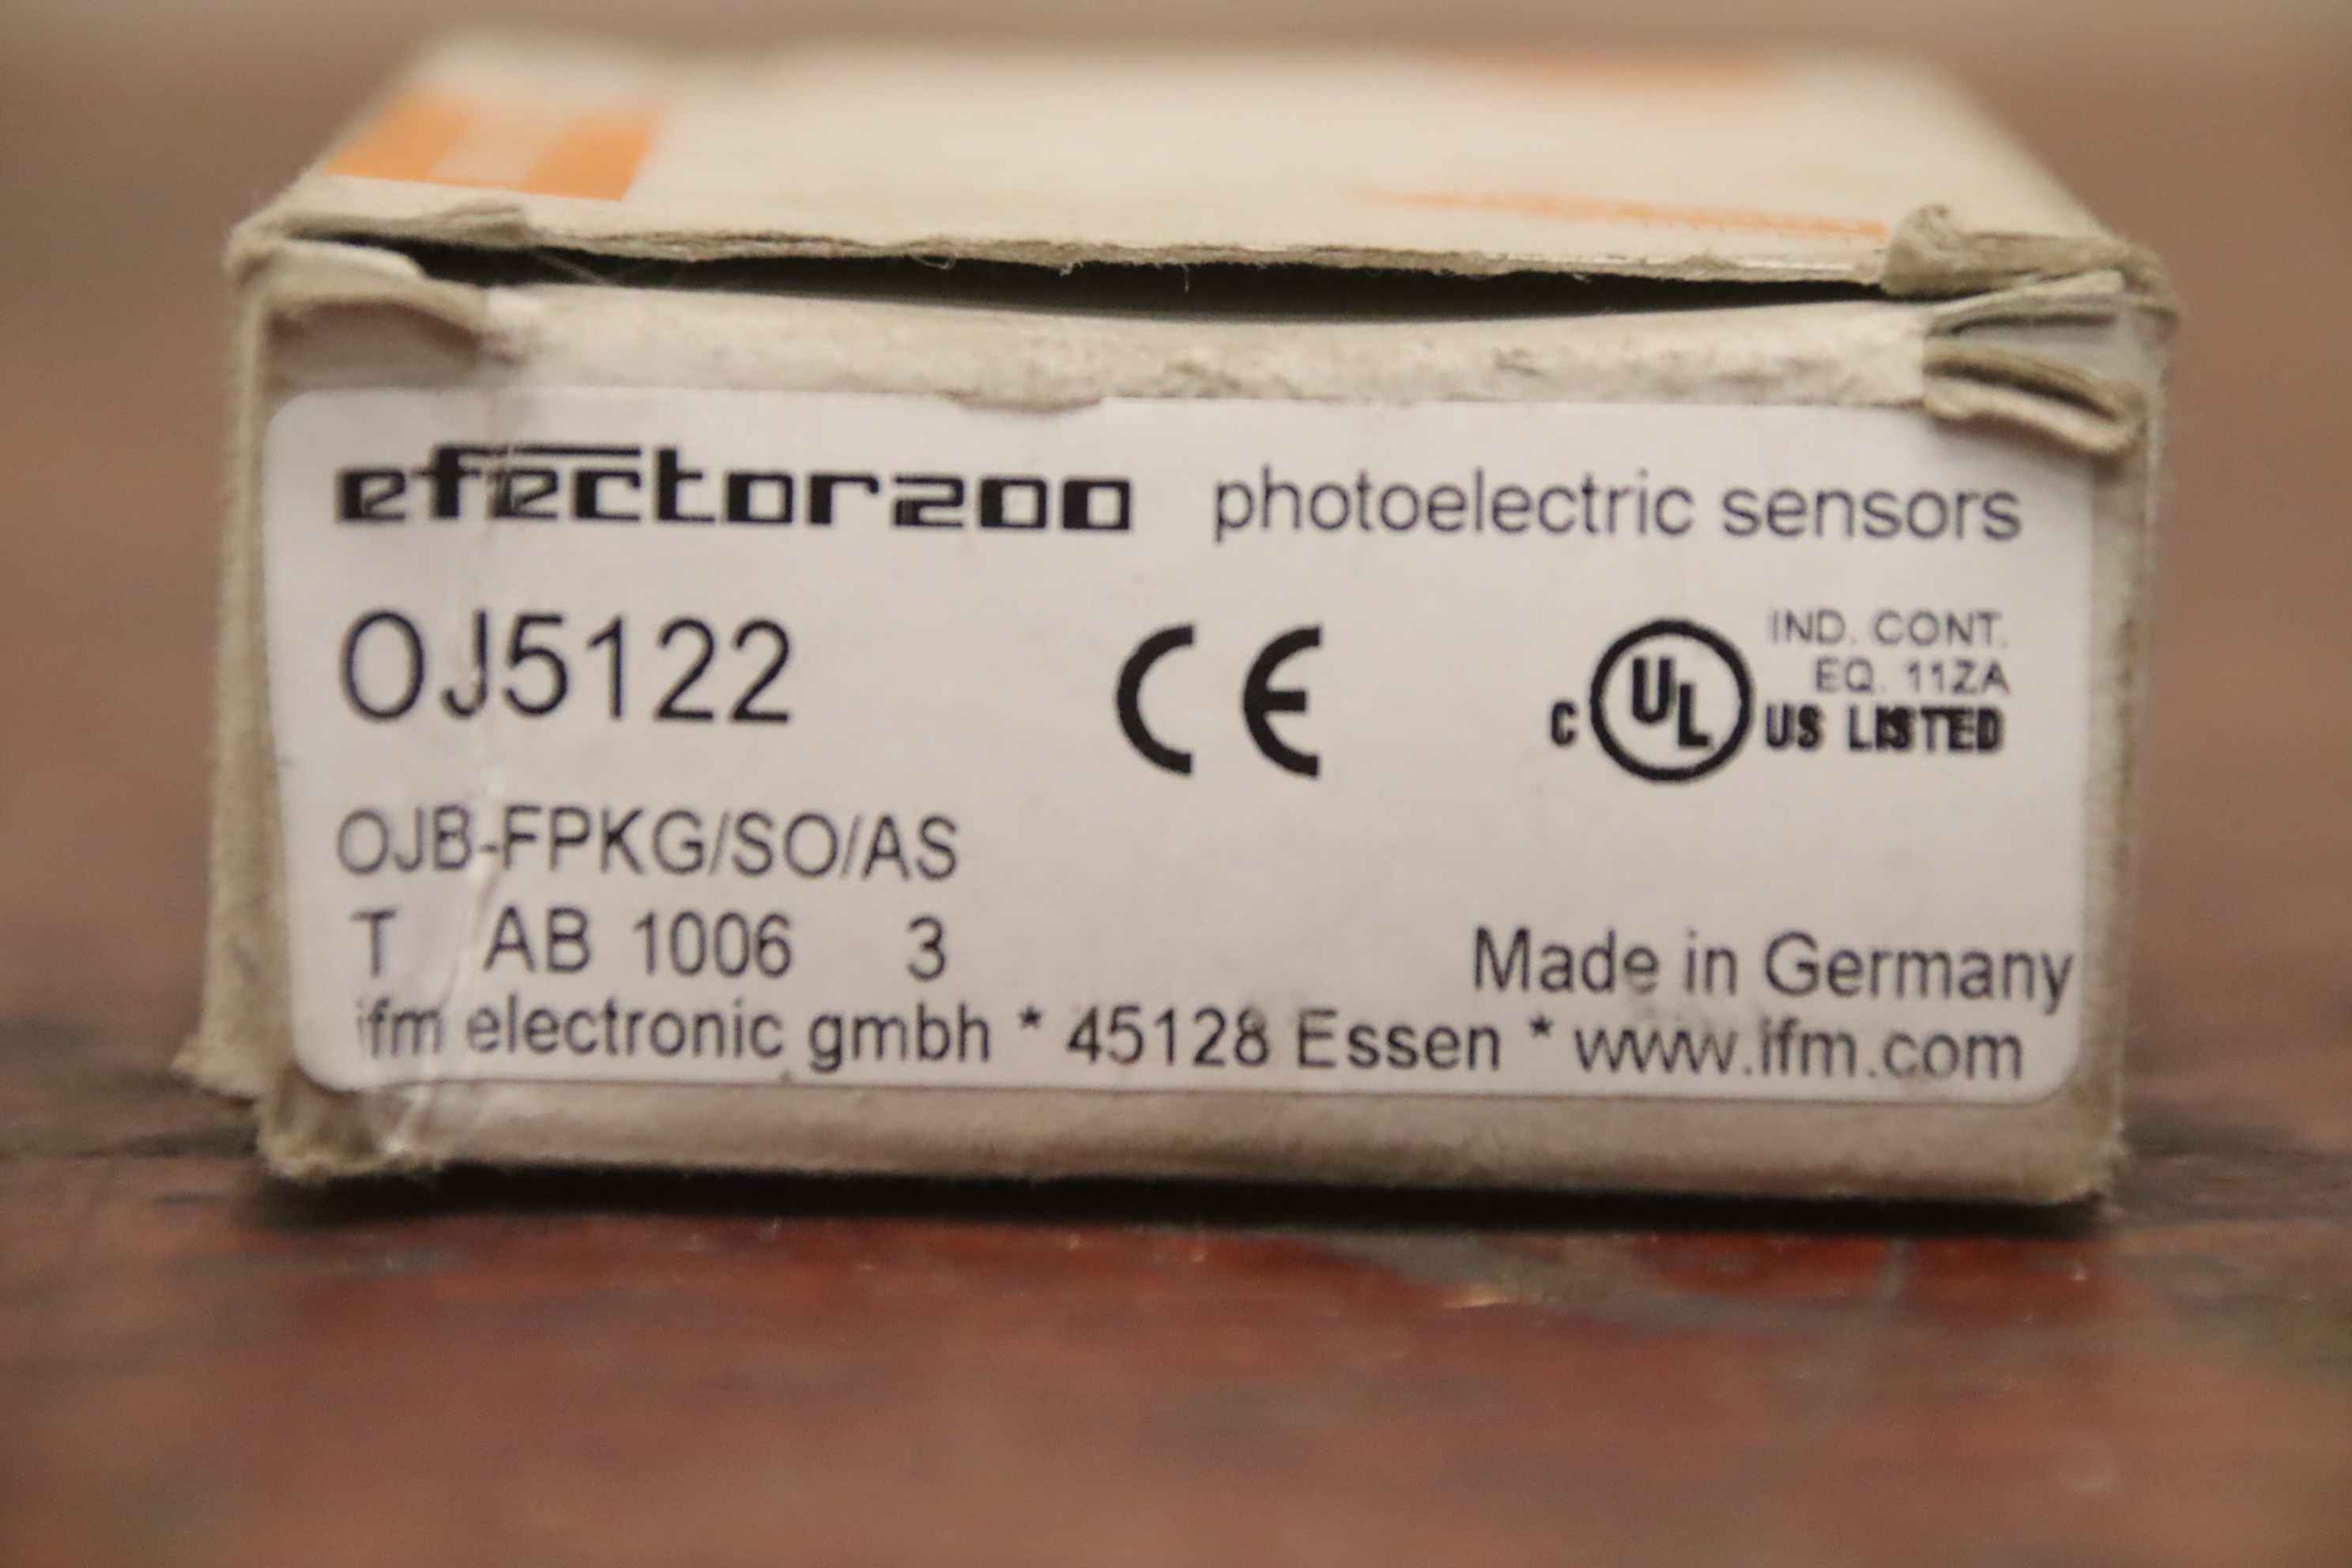 efector200 photoelectric sensors
OJ5122
CE
IND. CONT.
EQ. 11ZA
C UL US LISTED
OJB-FPKG/SO/AS
T AB 1006 3
Made in Germany
ifm electronic gmbh * 45128 Essen * www.ifm.com